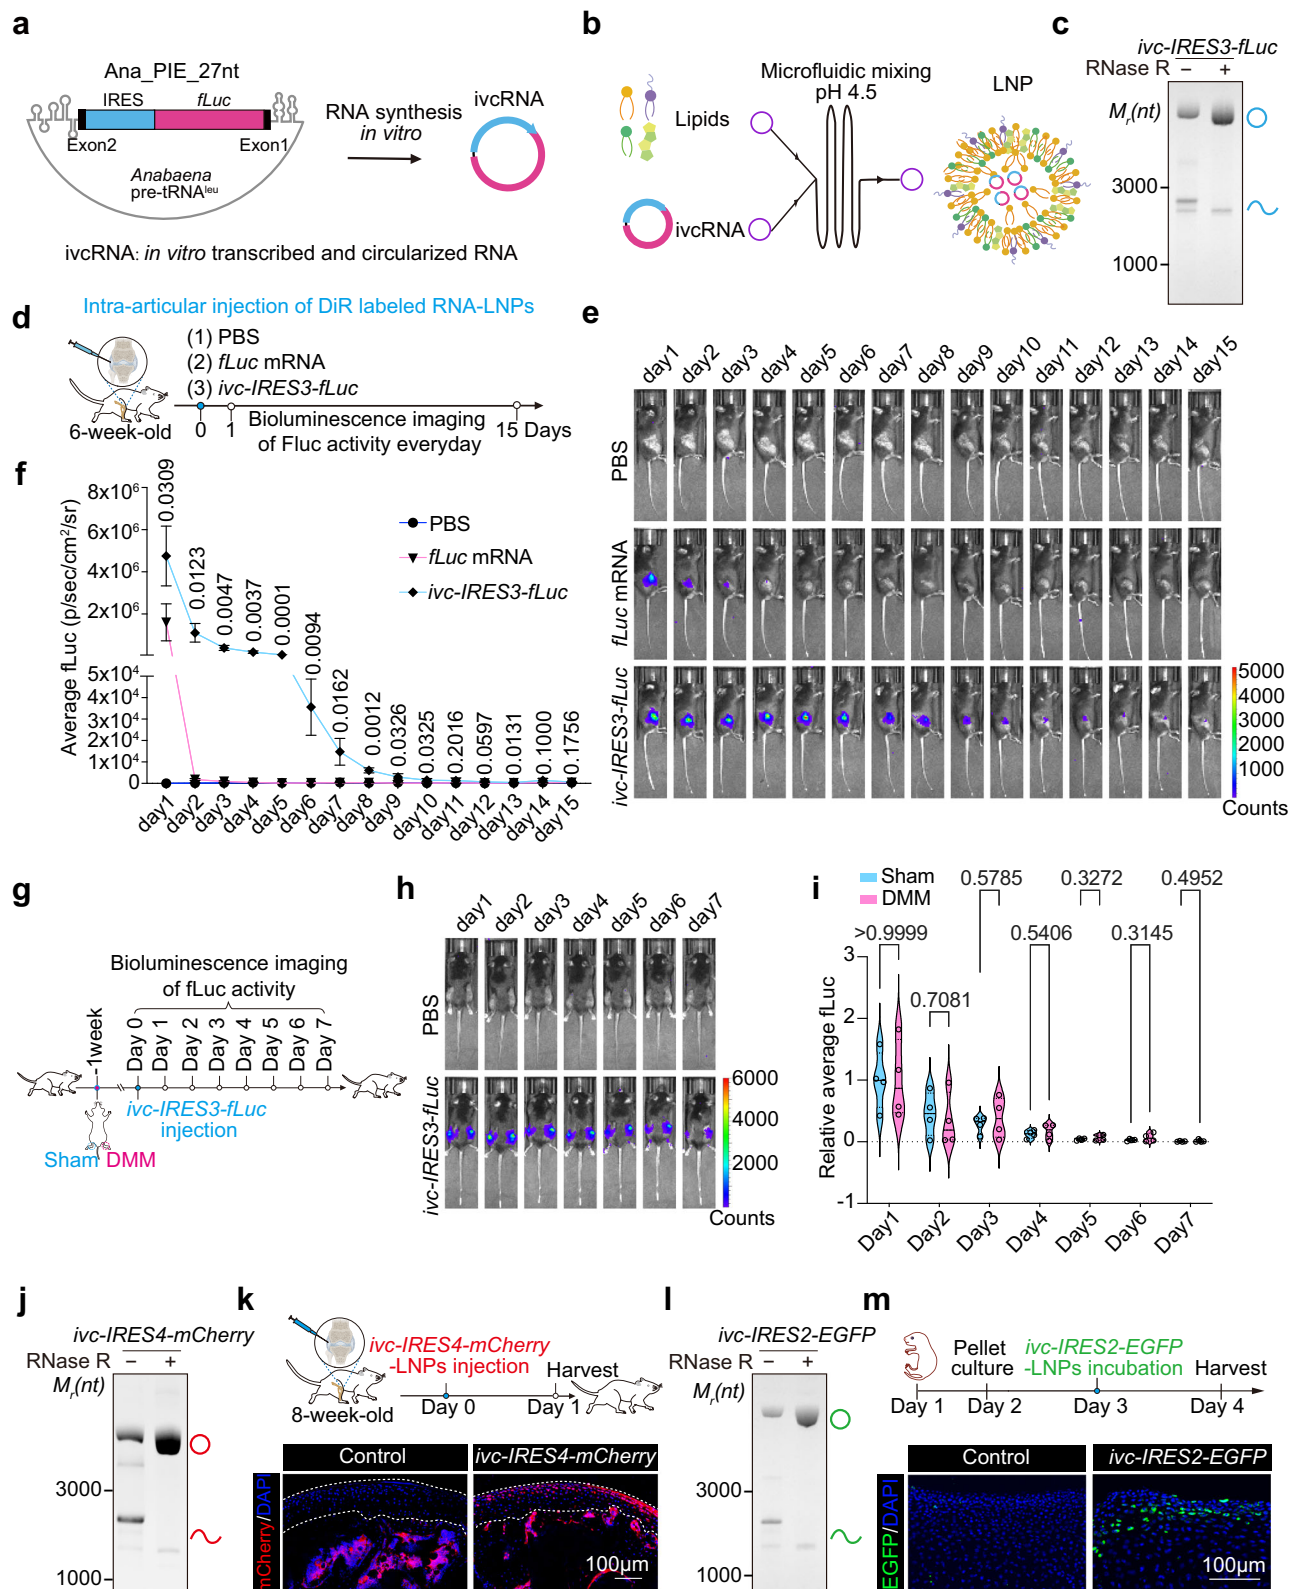 a
Ana_PIE_27nt
IRES
fLuc
Exon2
Exon1
Anabaena
pre-tRNAleu
RNA synthesis
in vitro
ivcRNA
ivcRNA: in vitro transcribed and circularized RNA
b
Lipids
ivcRNA
Microfluidic mixing
pH 4.5
LNP
c
ivc-IRES3-fLuc
RNase R − +
Mr(nt)
3000
1000
d
Intra-articular injection of DiR labeled RNA-LNPs
(1) PBS
(2) fLuc mRNA
(3) ivc-IRES3-fLuc
6-week-old
0 1 15 Days
Bioluminescence imaging
of Fluc activity everyday
e
day1 day2 day3 day4 day5 day6 day7 day8 day9 day10 day11 day12 day13 day14 day15
PBS
fLuc mRNA
ivc-IRES3-fLuc
5000
4000
3000
2000
1000
Counts
f
Average fLuc (p/sec/cm²/sr)
8x10⁶
6x10⁶
4x10⁶
2x10⁶
5x10⁴
4x10⁴
3x10⁴
2x10⁴
1x10⁴
0
0.0309 0.0123 0.0047 0.0037 0.0001 0.0094 0.0162 0.0012 0.0326 0.0325 0.2016 0.0597 0.0131 0.1000 0.1756
PBS
fLuc mRNA
ivc-IRES3-fLuc
day1 day2 day3 day4 day5 day6 day7 day8 day9 day10 day11 day12 day13 day14 day15
g
Bioluminescence imaging
of fLuc activity
-1week Day 0 Day 1 Day 2 Day 3 Day 4 Day 5 Day 6 Day 7
ivc-IRES3-fLuc
injection
Sham DMM
h
day1 day2 day3 day4 day5 day6 day7
PBS
ivc-IRES3-fLuc
6000
4000
2000
Counts
i
Sham
DMM
0.5785 0.3272 0.4952
>0.9999 0.5406 0.3145
0.7081
Relative average fLuc
3
2
1
0
-1
Day1 Day2 Day3 Day4 Day5 Day6 Day7
j
ivc-IRES4-mCherry
RNase R − +
Mr(nt)
3000
1000
k
ivc-IRES4-mCherry
-LNPs injection
Harvest
8-week-old
Day 0 Day 1
Control
ivc-IRES4-mCherry
mCherry/DAPI
100μm
l
ivc-IRES2-EGFP
RNase R − +
Mr(nt)
3000
1000
m
Pellet
culture
ivc-IRES2-EGFP
-LNPs incubation
Harvest
Day 1 Day 2 Day 3 Day 4
Control
ivc-IRES2-EGFP
EGFP/DAPI
100μm